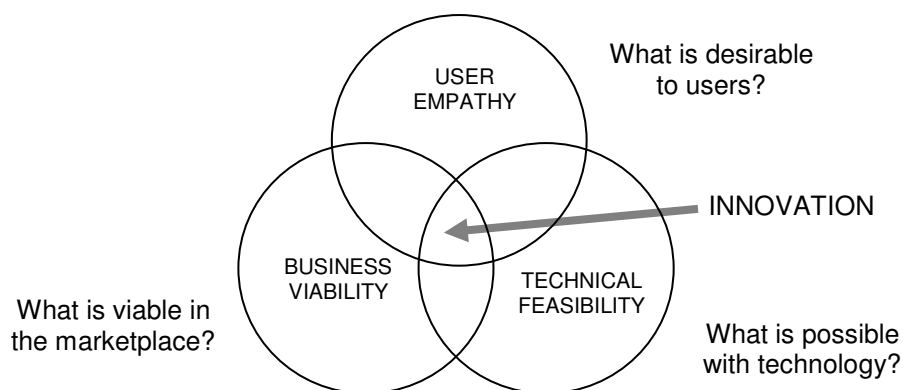 USER
EMPATHY
What is desirable
to users?
INNOVATION
BUSINESS
VIABILITY
TECHNICAL
FEASIBILITY
What is viable in
the marketplace?
What is possible
with technology?